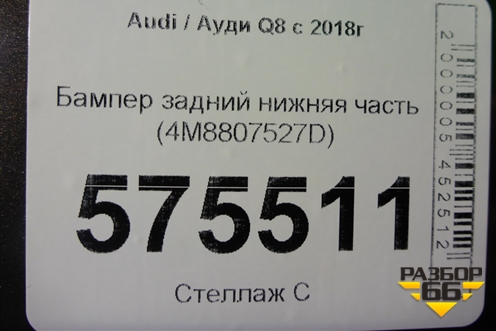 Audi / Ауди Q8 с 2018г
Бампер задний нижняя часть
(4M8807527D)
575511
Стеллаж С
2000005452512
РАЗБОР
66